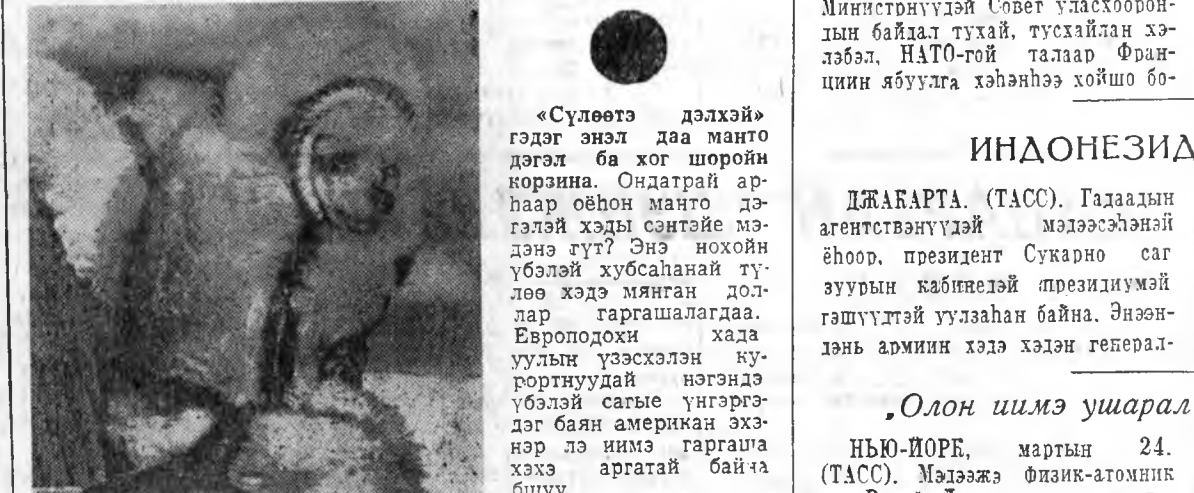 «Сүлөөтэ дэлхэй»
гэдэг энэл даа манто
дэгэл ба хог шоройн
корзина. Ондатрай ар-
һаар оёһон манто дэ-
гэлэй хэды сэнтэйе мэ-
дэнэ гүт? Энэ нохойн
үбэлэй хубсаһанай тү-
лөө хэдэ мянган дол-
лар гаргашалагдаа.
Европодохи хада
уулын үзэсхэлэн ку-
рортнуудай нэгэндэ
үбэлэй сагые үнгэргэ-
дэг баян американ эхэ-
нэр лэ иимэ гаргаша
хэхэ аргатай байна
бшуу
Министрнүүдэй Совет уласхоорон-
дын байдал тухай, тусхайлан хэ-
лэбэл, НАТО-гой талаар Фран-
циин ябуулга хэһэнһээ хойшо бо-
ИНДОНЕЗИД
ДЖАКАРТА. (ТАСС). Гадаадын
агентствэнүүдэй мэдээсэһэнэй
ёһоор, президент Сукарно саг
зуурын кабинедэй президиумэй
гэшүүдтэй уулзаһан байна. Энээн-
дэнь армиин хэдэ хэдэн генерал-
„Олон иимэ ушарал
НЬЮ-ЙОРК, мартын 24.
(ТАСС). Мэдээжэ физик-атомник